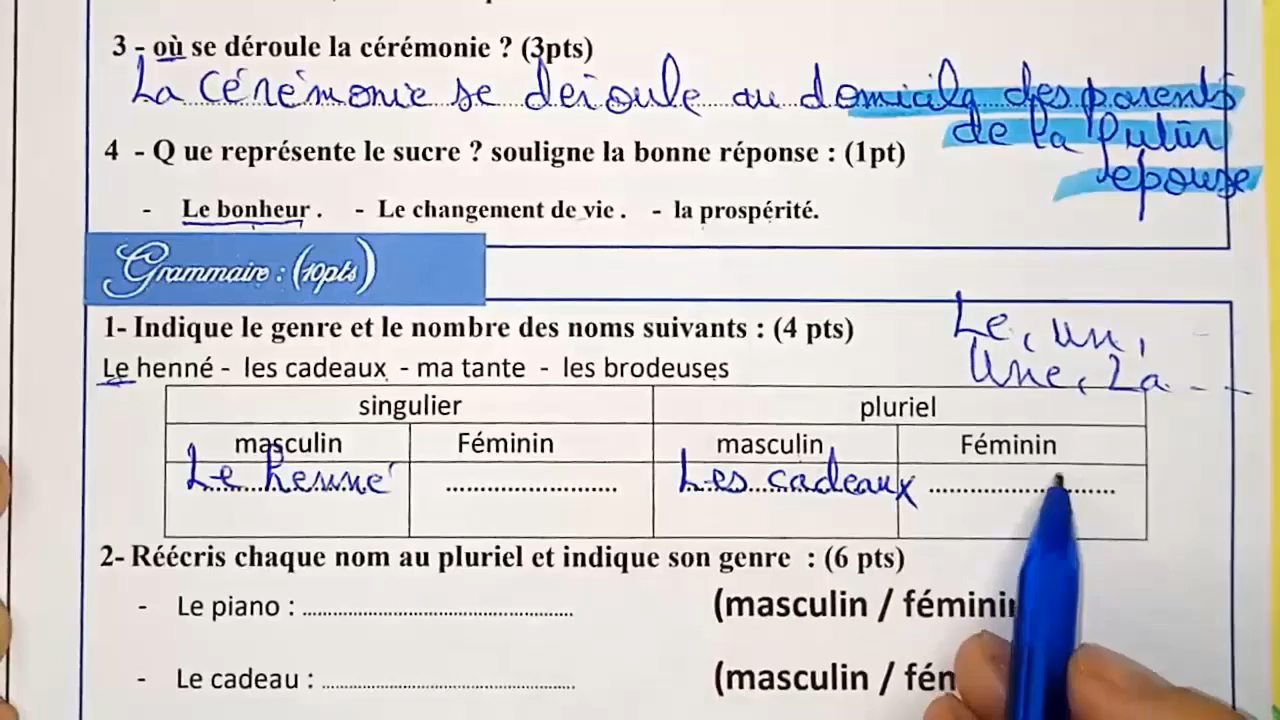 3 - où se déroule la cérémonie ? (3pts)
La cérémonie se déroule au domicile des parents
de la futur
epouse
4 - Q ue représente le sucre ? souligne la bonne réponse : (1pt)
- Le bonheur . - Le changement de vie . - la prospérité.
Grammaire : (10pts)
1- Indique le genre et le nombre des noms suivants : (4 pts)
Le, un,
Le henné - les cadeaux - ma tante - les brodeuses
Une, La - -
singulier pluriel
masculin Féminin masculin Féminin
Le henné .......................... Les cadeaux ............................
2- Réécris chaque nom au pluriel et indique son genre : (6 pts)
- Le piano : ...................................................... (masculin / fémini
- Le cadeau : .................................................... (masculin / fém